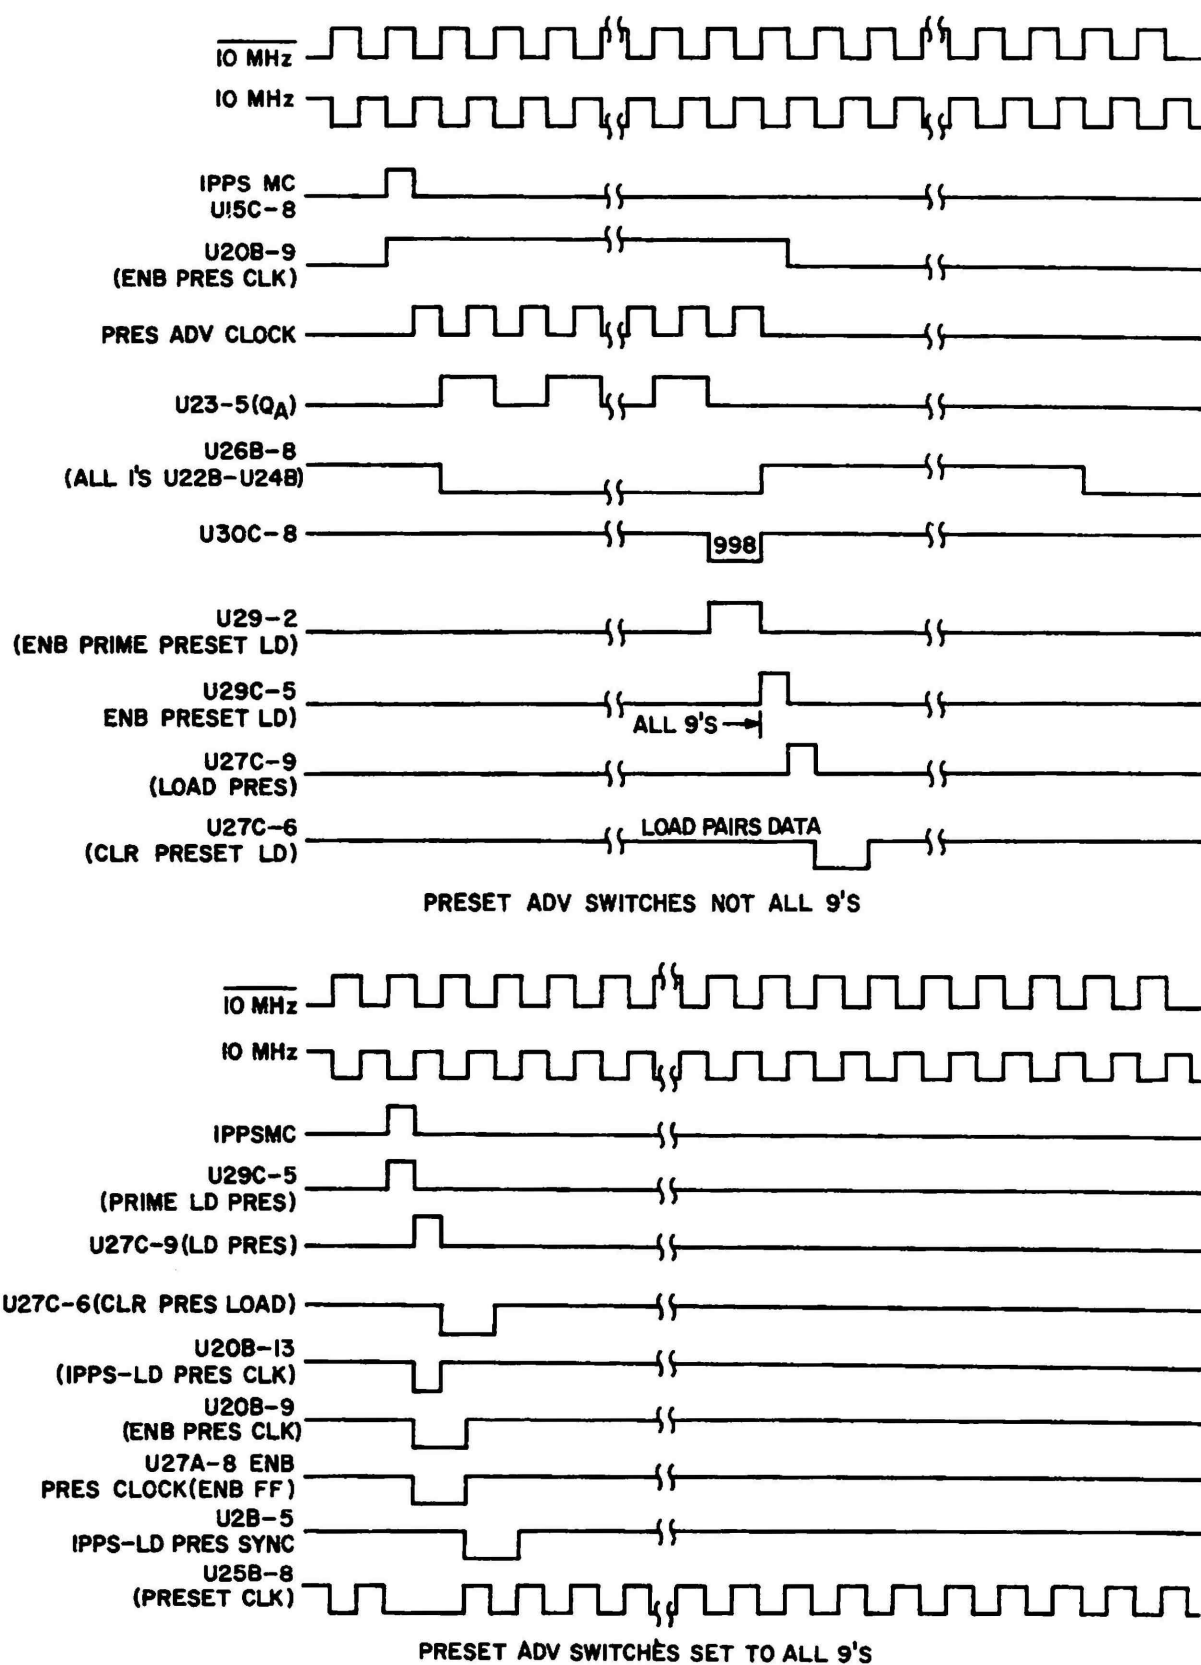 10 MHz
10 MHz
IPPS MC
U15C-8
U20B-9
(ENB PRES CLK)
PRES ADV CLOCK
U23-5(QA)
U26B-8
(ALL 1'S U22B-U24B)
U30C-8
998
U29-2
(ENB PRIME PRESET LD)
U29C-5
ENB PRESET LD)
ALL 9'S
U27C-9
(LOAD PRES)
U27C-6
(CLR PRESET LD)
LOAD PAIRS DATA
PRESET ADV SWITCHES NOT ALL 9'S
10 MHz
10 MHz
IPPSMC
U29C-5
(PRIME LD PRES)
U27C-9(LD PRES)
U27C-6(CLR PRES LOAD)
U20B-13
(IPPS-LD PRES CLK)
U20B-9
(ENB PRES CLK)
U27A-8 ENB
PRES CLOCK(ENB FF)
U2B-5
IPPS-LD PRES SYNC
U25B-8
(PRESET CLK)
PRESET ADV SWITCHES SET TO ALL 9'S